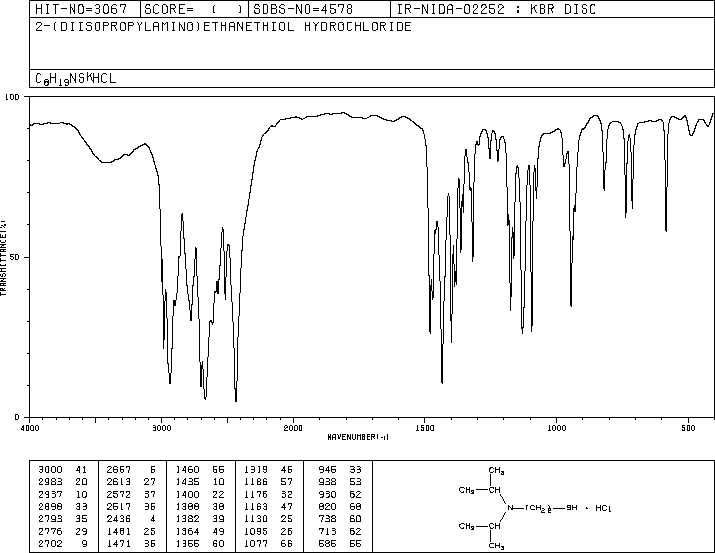 HIT-NO=3067 SCORE= ( ) SDBS-NO=4578 IR-NIDA-02252 : KBR DISC
2-(DIISOPROPYLAMINO)ETHANETHIOL HYDROCHLORIDE
C8H19NS*HCL
100
50
0
TRANSMITTANCE(%)
4000 3000 2000 1500 1000 500
WAVENUMBER(-1)
3000 41 2667 6 1460 66 1319 46 945 33
2983 20 2613 27 1435 10 1186 57 938 53
2937 10 2572 37 1400 22 1176 32 930 62
2898 33 2517 36 1388 38 1163 47 820 68
2793 35 2436 4 1382 39 1130 25 738 60
2776 29 1481 25 1364 49 1095 26 713 62
2702 9 1471 36 1355 60 1077 66 586 55
CH3
CH3—CH
N—(CH2)2—SH · HCl
CH3—CH
CH3